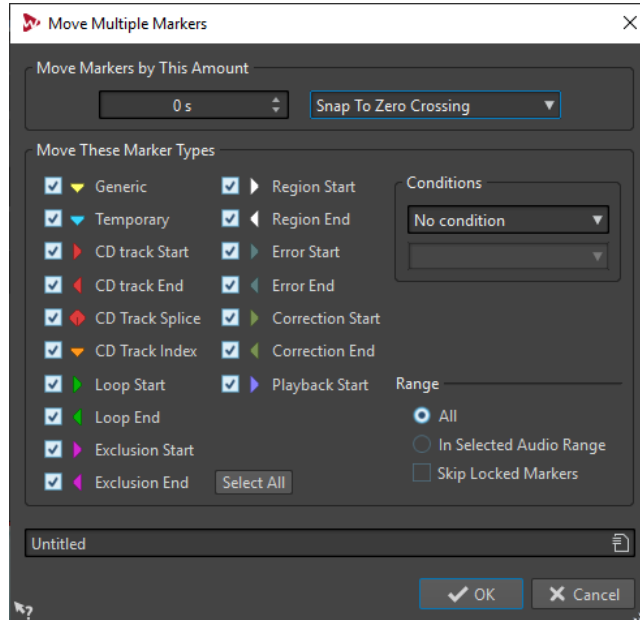 Move Multiple Markers
Move Markers by This Amount
0 s
Snap To Zero Crossing
Move These Marker Types
Generic
Temporary
CD track Start
CD track End
CD Track Splice
CD Track Index
Loop Start
Loop End
Exclusion Start
Exclusion End
Region Start
Region End
Error Start
Error End
Correction Start
Correction End
Playback Start
Select All
Conditions
No condition
Range
All
In Selected Audio Range
Skip Locked Markers
Untitled
?
OK
Cancel